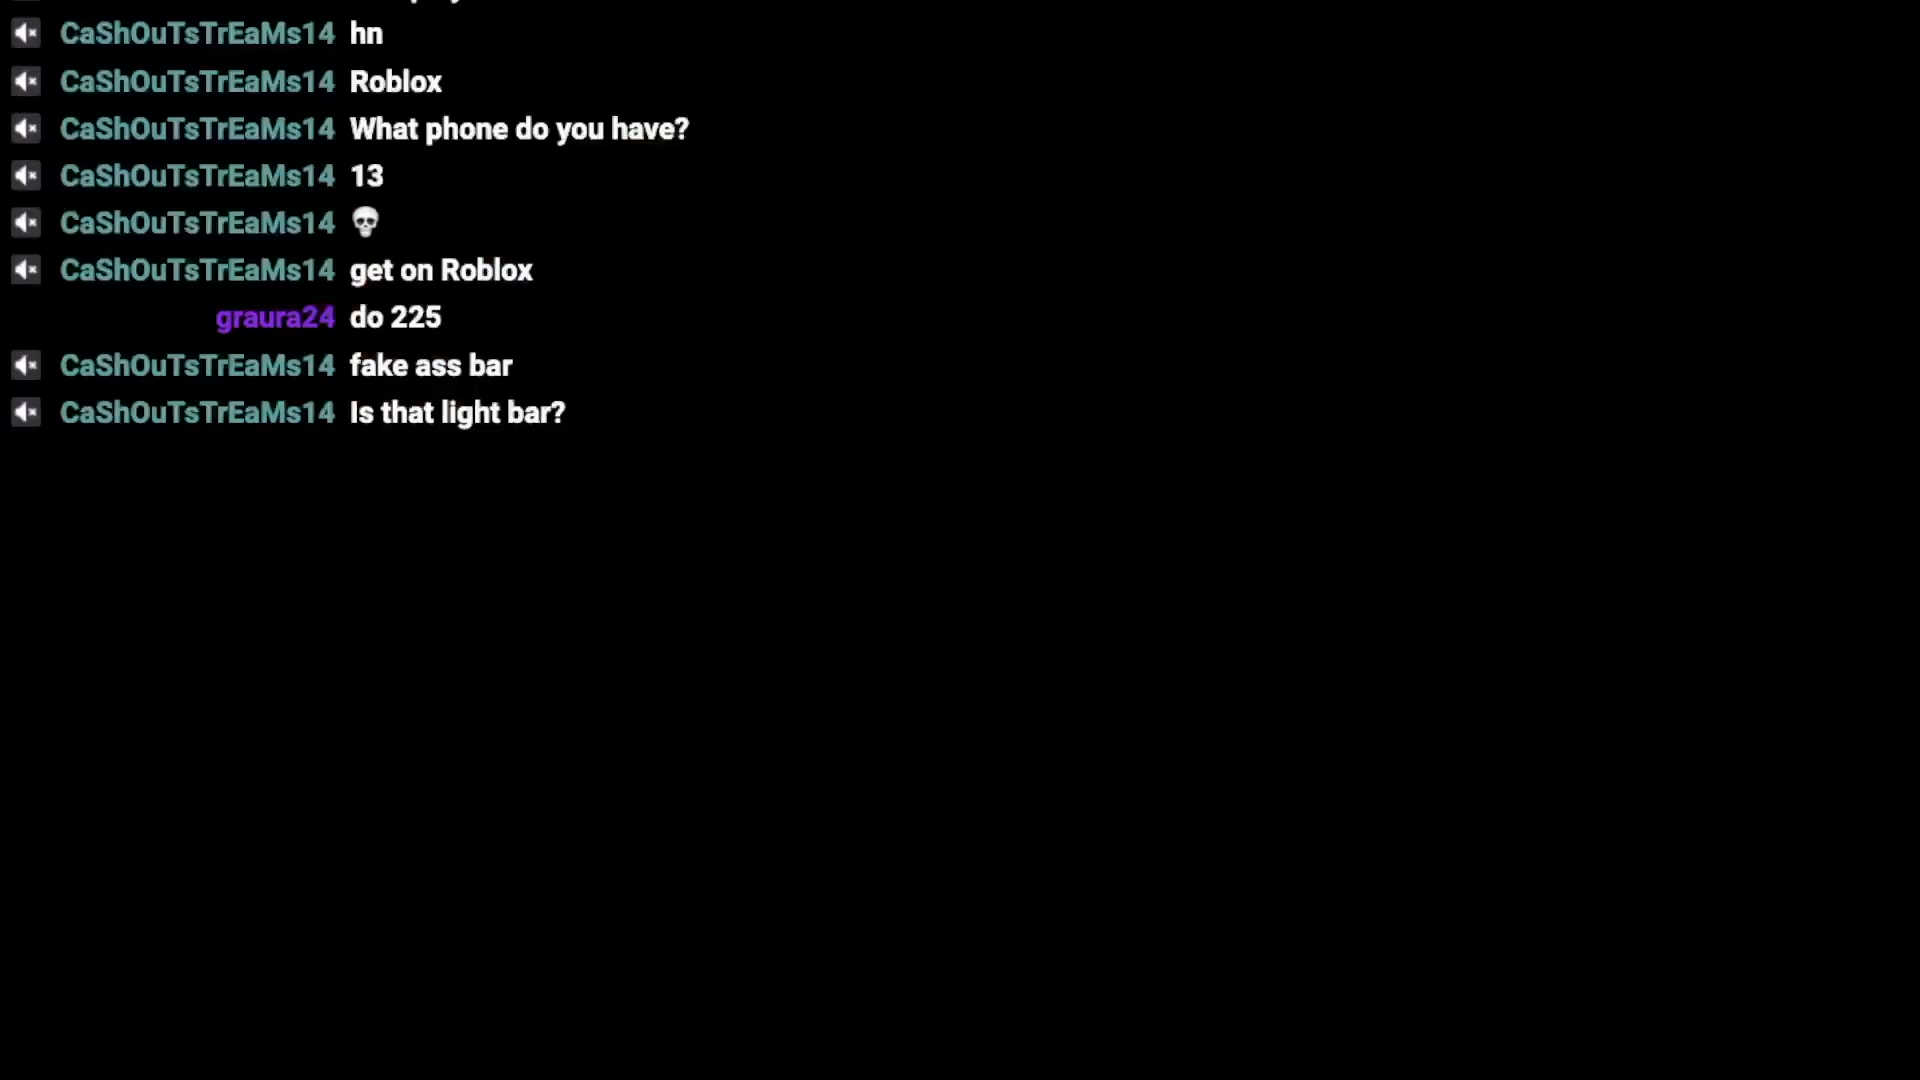 CaShOuTsTrEaMs14 hn
CaShOuTsTrEaMs14 Roblox
CaShOuTsTrEaMs14 What phone do you have?
CaShOuTsTrEaMs14 13
CaShOuTsTrEaMs14 💀
CaShOuTsTrEaMs14 get on Roblox
graura24 do 225
CaShOuTsTrEaMs14 fake ass bar
CaShOuTsTrEaMs14 Is that light bar?